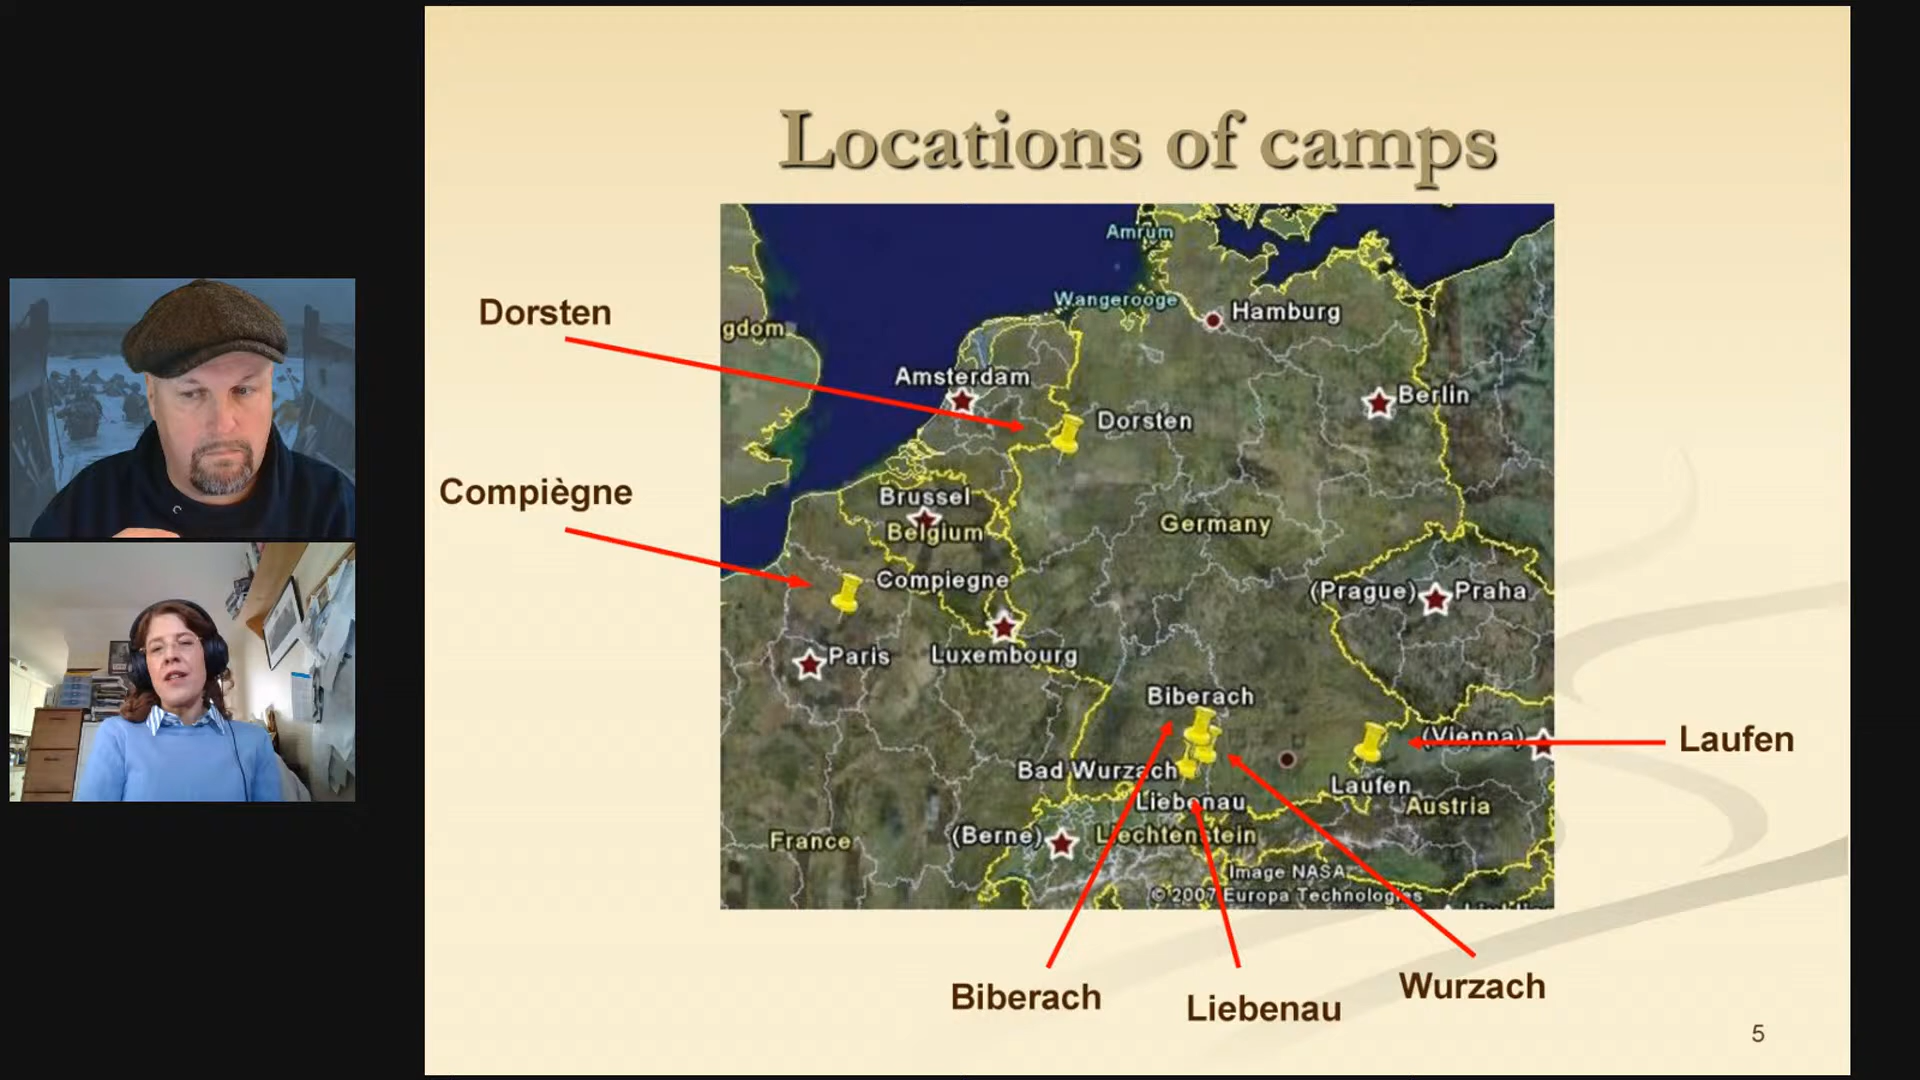 Locations of camps
Amrum
Wangerooge
Hamburg
gdom
Dorsten
Amsterdam
Berlin
Dorsten
Compiègne
Brussel
Belgium
Germany
Compiegne
(Prague) Praha
Paris
Luxembourg
Biberach
(Vienna)
Laufen
Bad Wurzach
Laufen
Liebenau
Austria
France
(Berne)
Liechtenstein
Image NASA
© 2007 Europa Technologies
Biberach
Liebenau
Wurzach
5